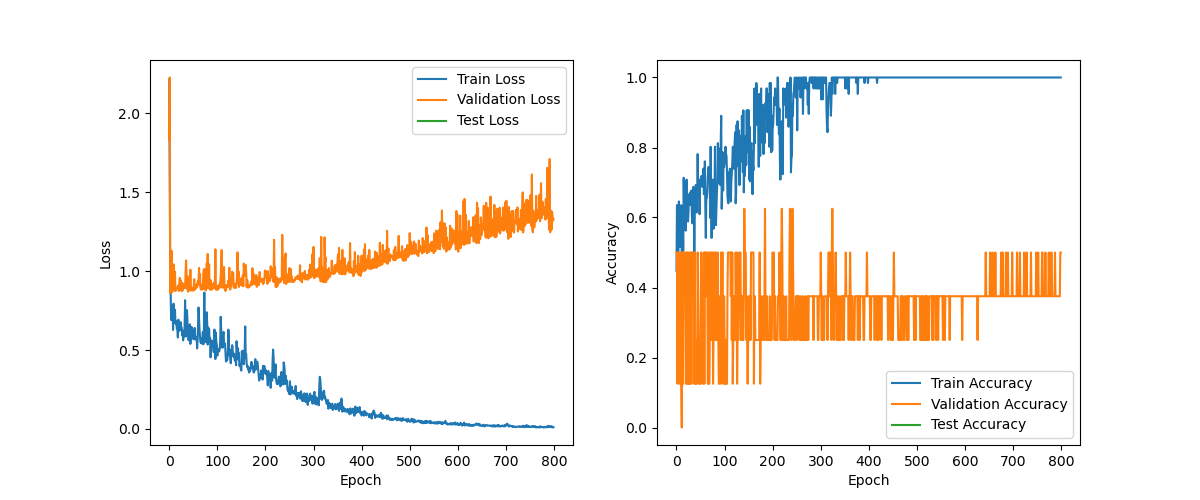 Train Loss
Validation Loss
Test Loss
2.0
1.5
1.0
0.5
0.0
Loss
0 100 200 300 400 500 600 700 800
Epoch
1.0
0.8
0.6
0.4
0.2
0.0
Accuracy
Train Accuracy
Validation Accuracy
Test Accuracy
0 100 200 300 400 500 600 700 800
Epoch